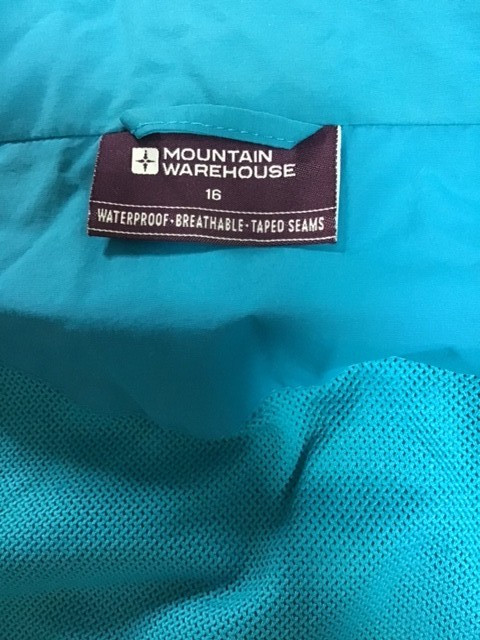 MOUNTAIN
WAREHOUSE
16
WATERPROOF·BREATHABLE·TAPED SEAMS